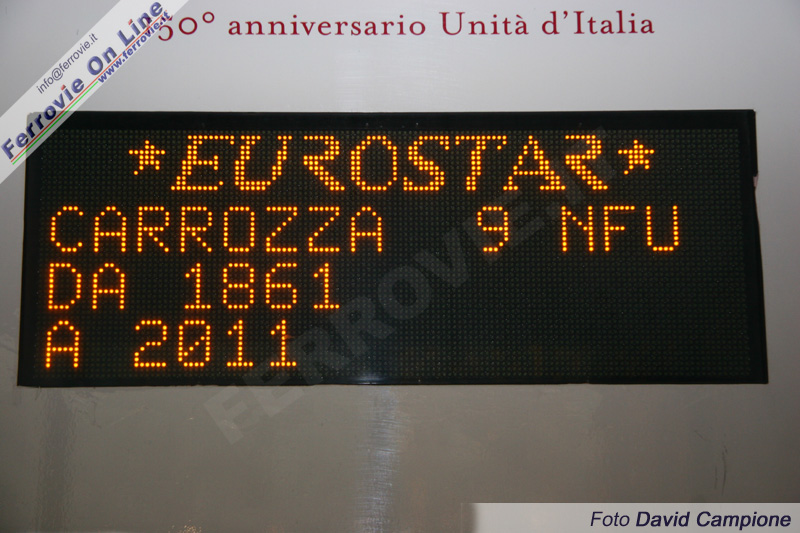 50° anniversario Unità d'Italia
info@ferrovie.it
Ferrovie On Line
www.ferrovie.it
*EUROSTAR*
CARROZZA 9 NFU
DA 1861
A 2011
FERROVIE.IT
Foto David Campione